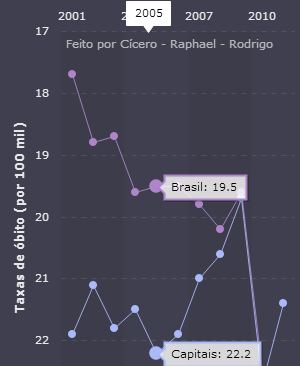 2001 2005 2007 2010
17
Feito por Cícero - Raphael - Rodrigo
18
19
Brasil: 19.5
20
21
22
Capitais: 22.2
Taxas de óbito (por 100 mil)